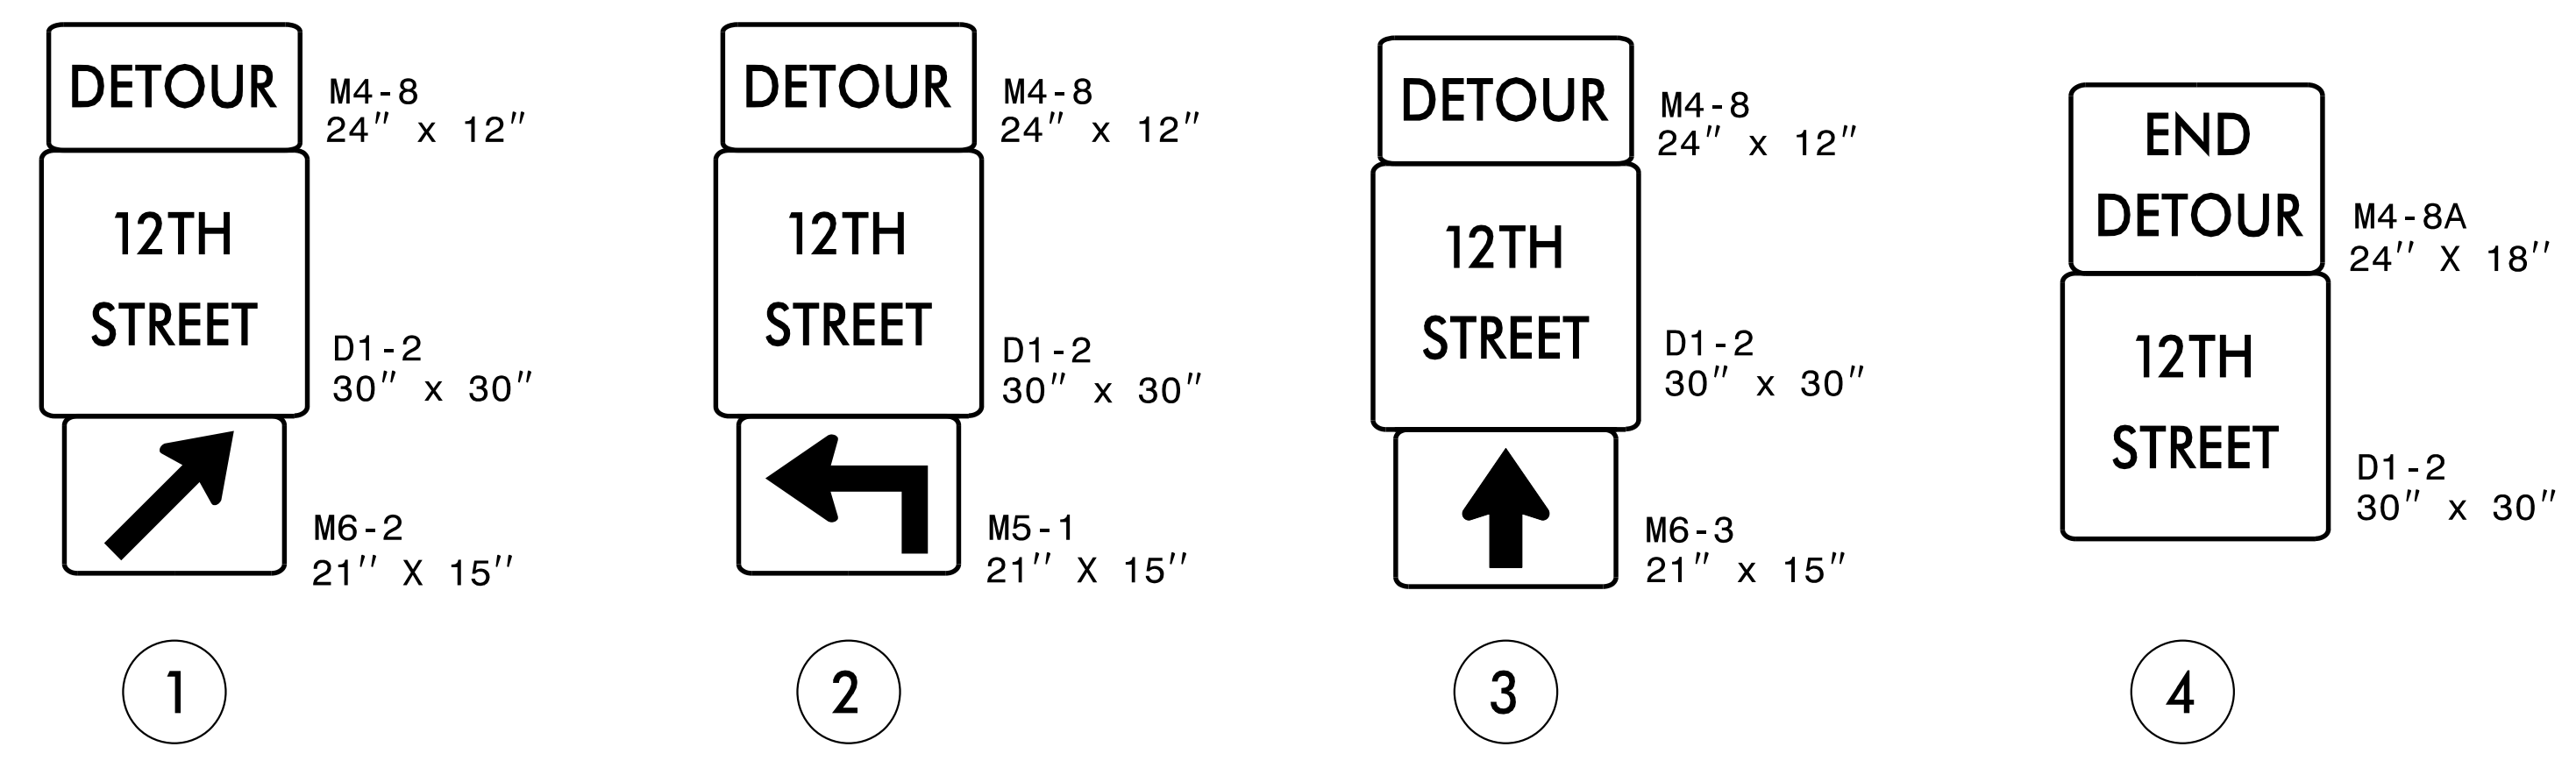 DETOUR
M4-8
24" x 12"
12TH
STREET
D1-2
30" x 30"
M6-2
21" X 15"
1
DETOUR
M4-8
24" x 12"
12TH
STREET
D1-2
30" x 30"
M5-1
21" X 15"
2
DETOUR
M4-8
24" x 12"
12TH
STREET
D1-2
30" x 30"
M6-3
21" x 15"
3
END
DETOUR
M4-8A
24" X 18"
12TH
STREET
D1-2
30" x 30"
4